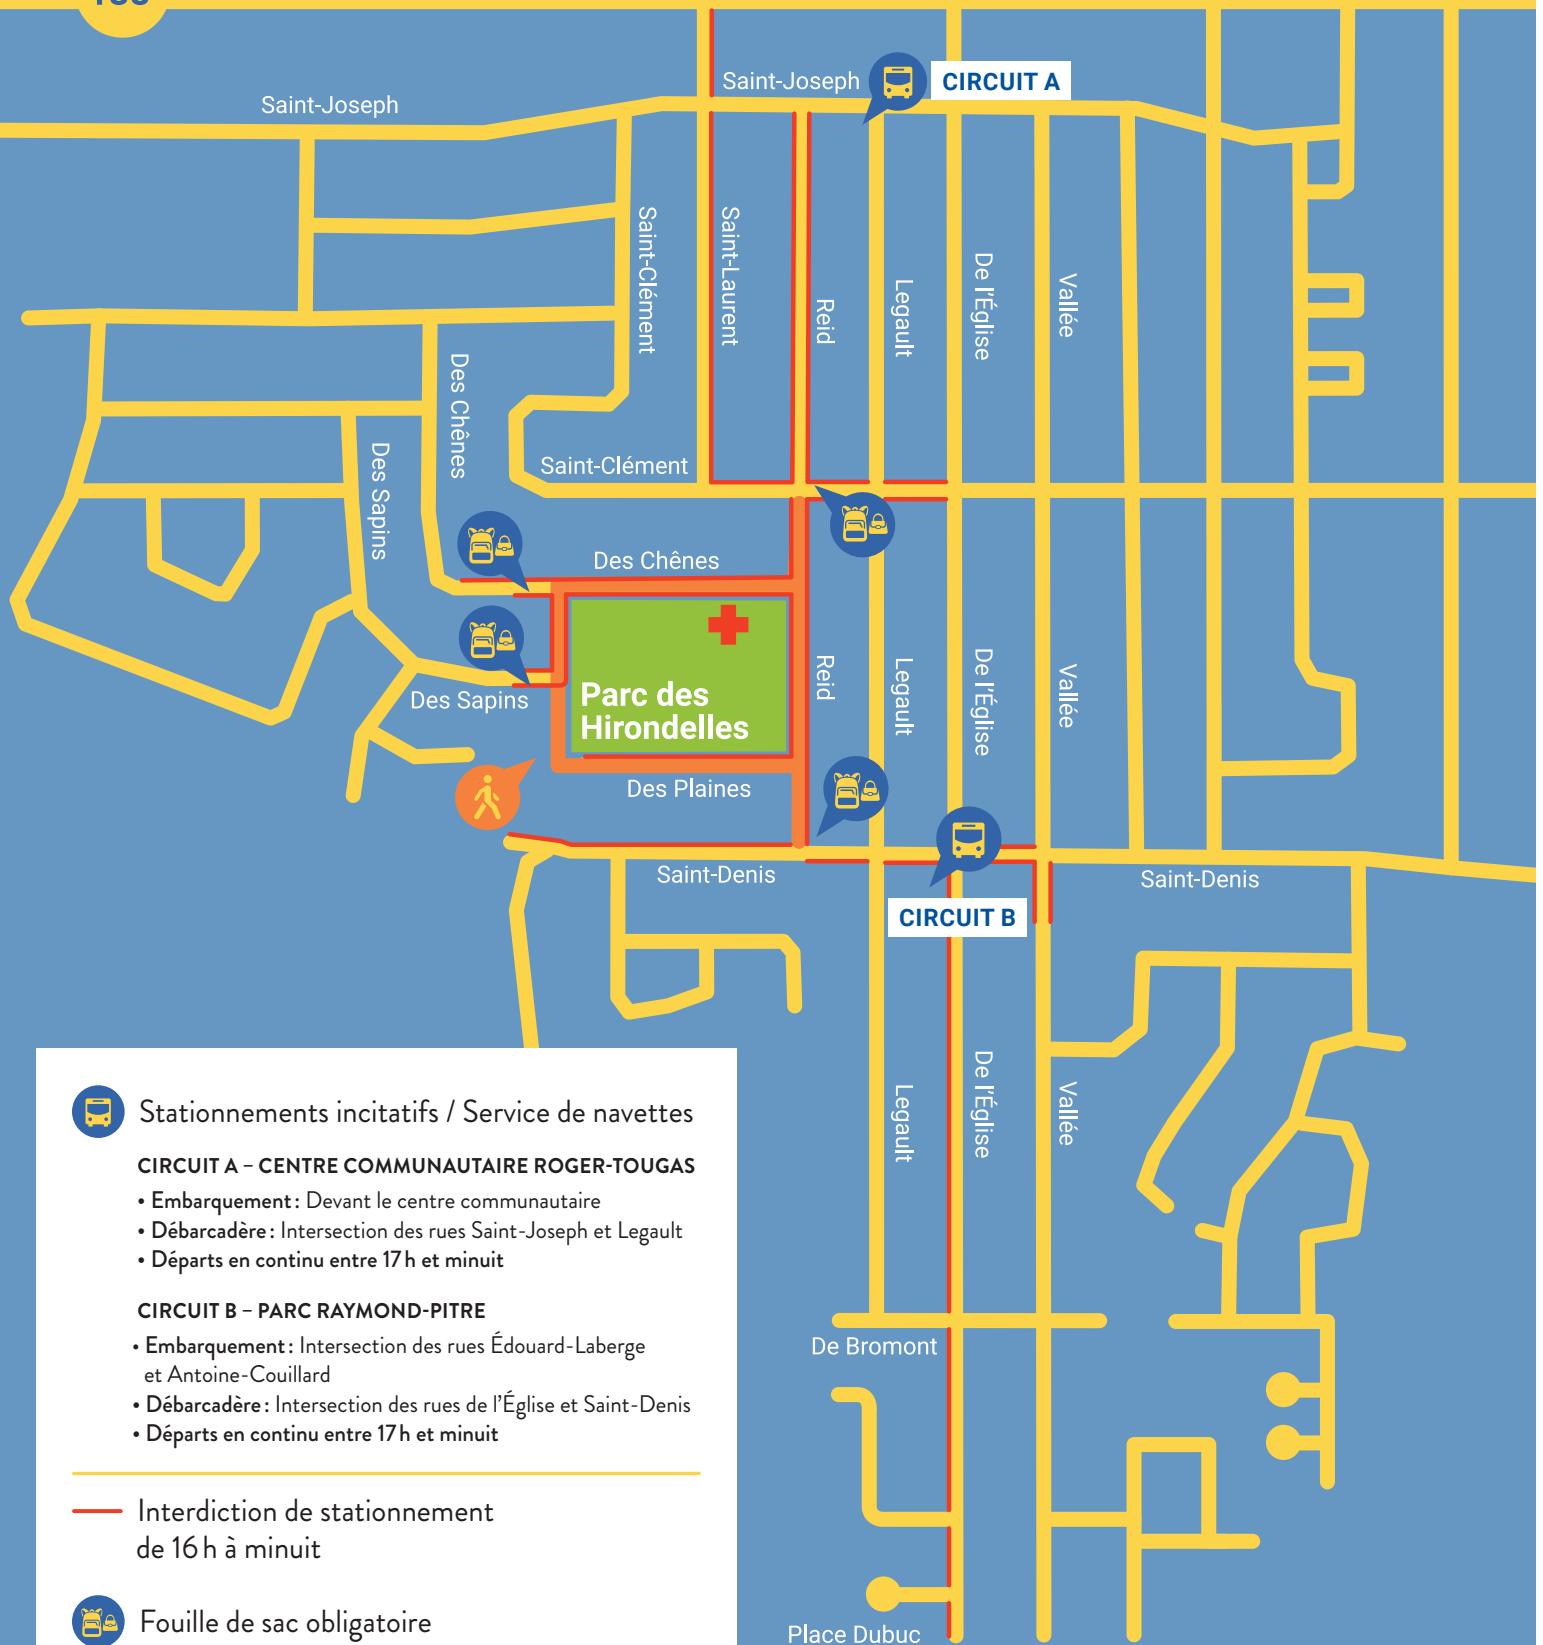 Saint-Joseph
CIRCUIT A
Saint-Joseph
Saint-Clément
Saint-Laurent
Reid
Legault
De l'Église
Vallée
Des Chênes
Des Sapins
Saint-Clément
Des Chênes
Parc des
Hirondelles
Des Sapins
Reid
Legault
De l'Église
Vallée
Des Plaines
Saint-Denis
Saint-Denis
CIRCUIT B
Legault
De l'Église
Vallée
De Bromont
Place Dubuc
Stationnements incitatifs / Service de navettes
CIRCUIT A – CENTRE COMMUNAUTAIRE ROGER-TOUGAS
• Embarquement : Devant le centre communautaire
• Débarcadère : Intersection des rues Saint-Joseph et Legault
• Départs en continu entre 17 h et minuit
CIRCUIT B – PARC RAYMOND-PITRE
• Embarquement : Intersection des rues Édouard-Laberge
et Antoine-Couillard
• Débarcadère : Intersection des rues de l'Église et Saint-Denis
• Départs en continu entre 17 h et minuit
Interdiction de stationnement
de 16 h à minuit
Fouille de sac obligatoire